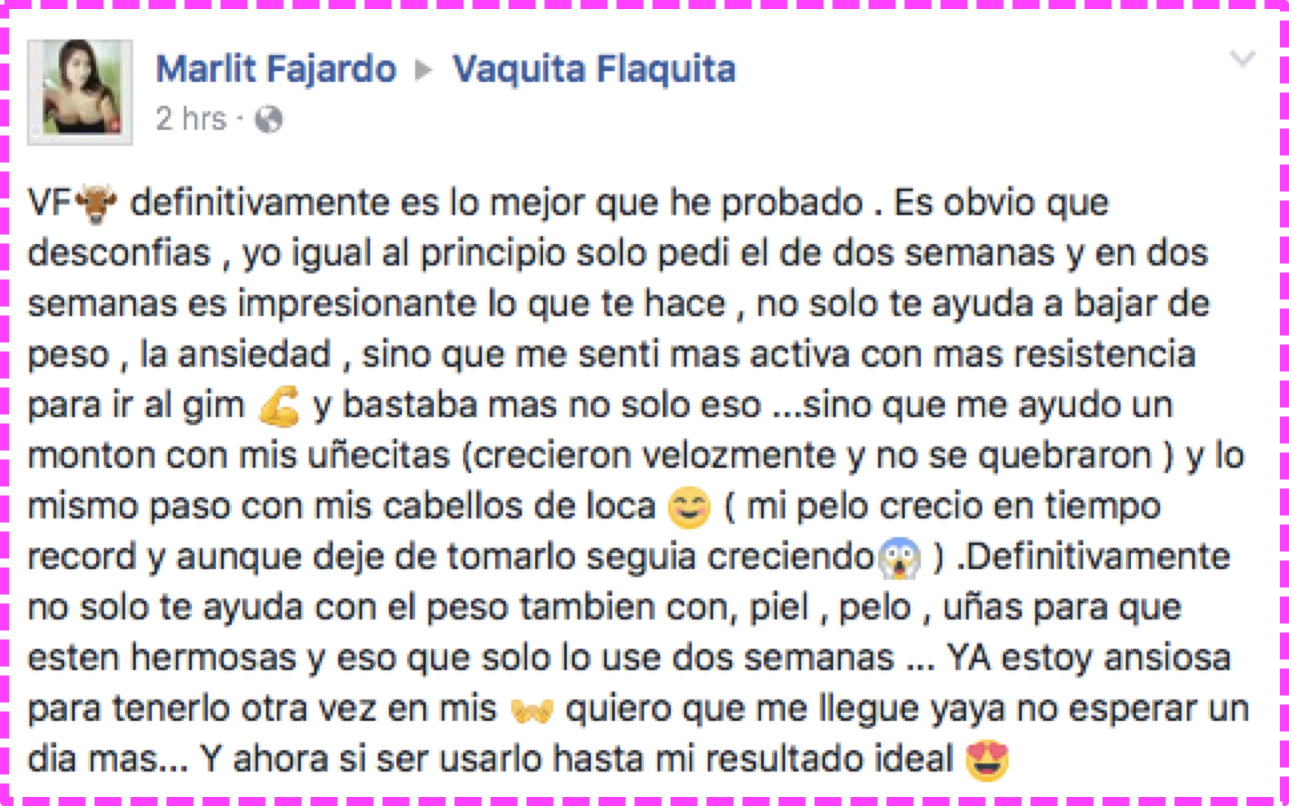 Marlit Fajardo ▶ Vaquita Flaquita
2 hrs ·
VF🐮 definitivamente es lo mejor que he probado . Es obvio que
desconfias , yo igual al principio solo pedi el de dos semanas y en dos
semanas es impresionante lo que te hace , no solo te ayuda a bajar de
peso , la ansiedad , sino que me senti mas activa con mas resistencia
para ir al gim 💪 y bastaba mas no solo eso ...sino que me ayudo un
monton con mis uñecitas (crecieron velozmente y no se quebraron ) y lo
mismo paso con mis cabellos de loca 😊 ( mi pelo crecio en tiempo
record y aunque deje de tomarlo seguia creciendo😱 ) .Definitivamente
no solo te ayuda con el peso tambien con, piel , pelo , uñas para que
esten hermosas y eso que solo lo use dos semanas ... YA estoy ansiosa
para tenerlo otra vez en mis 👐 quiero que me llegue yaya no esperar un
dia mas... Y ahora si ser usarlo hasta mi resultado ideal 😍